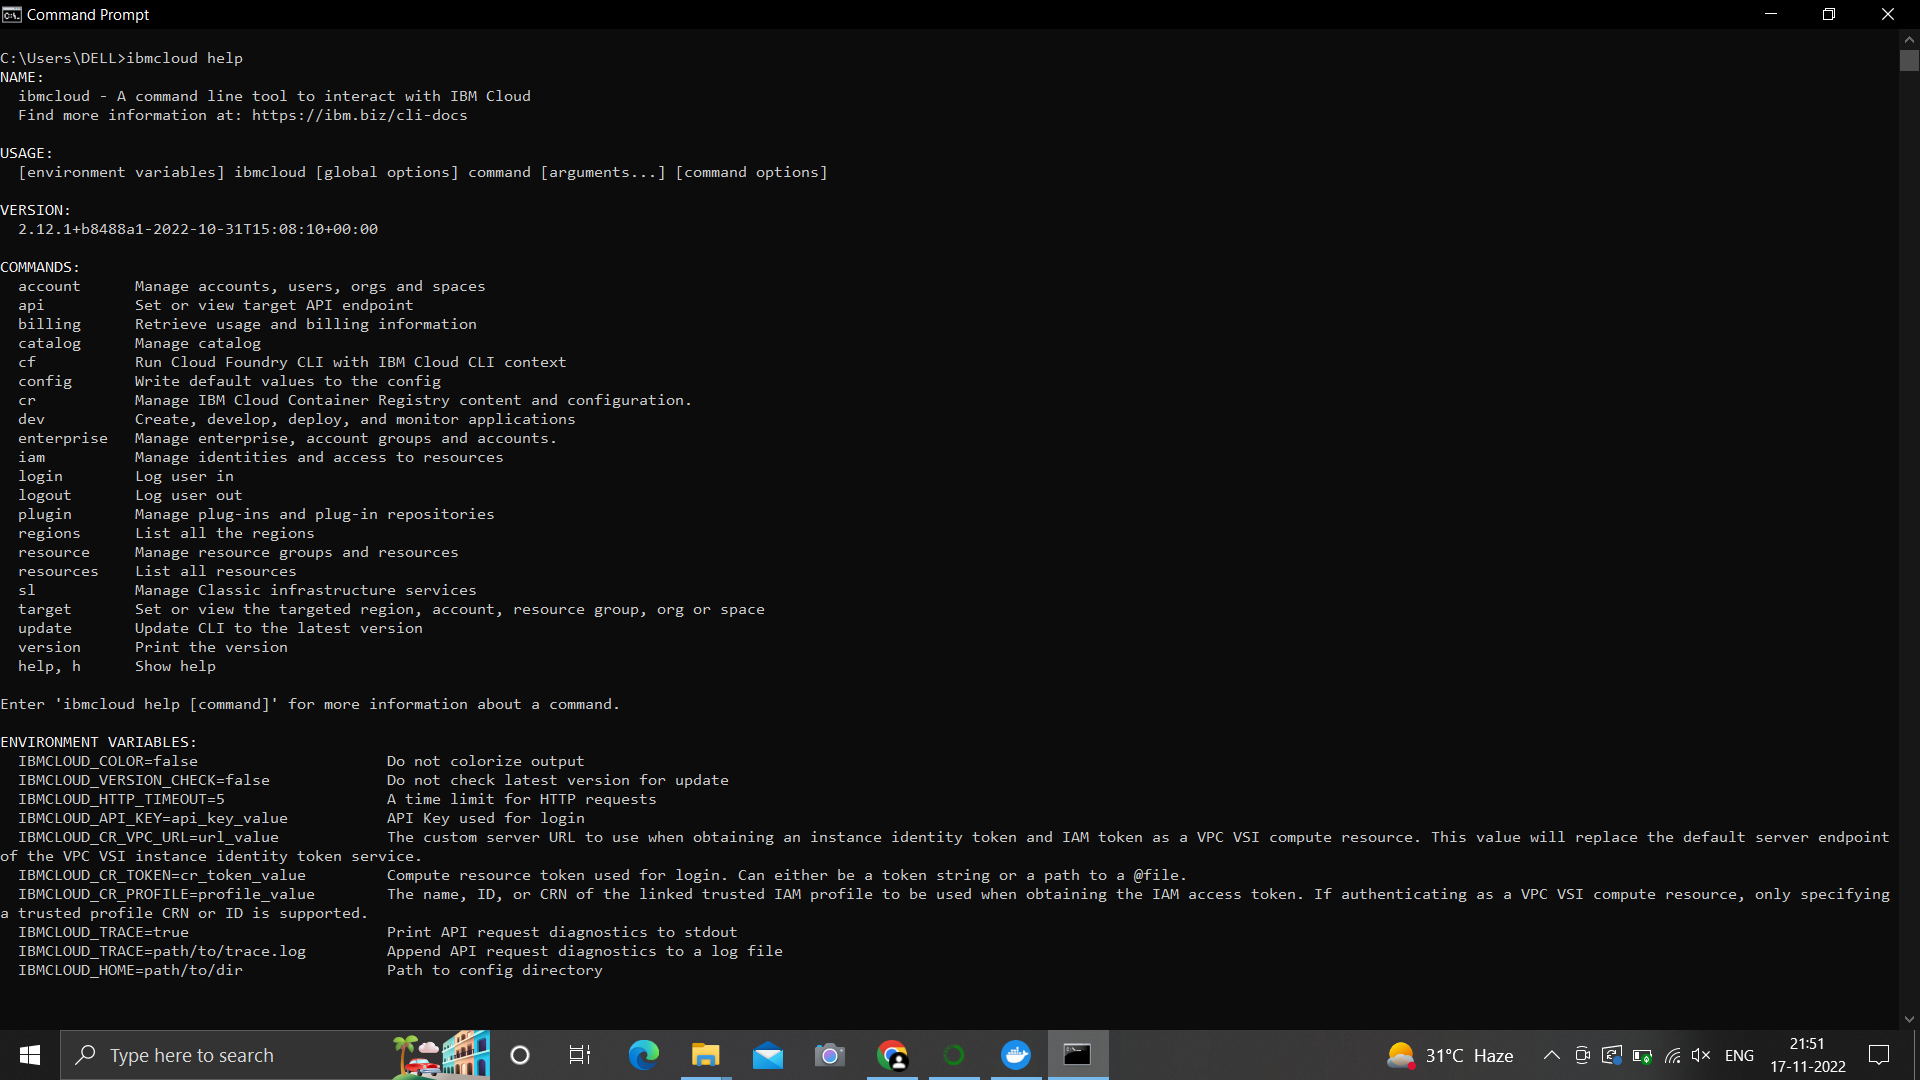 Command Prompt
C:\Users\DELL>ibmcloud help
NAME:
ibmcloud - A command line tool to interact with IBM Cloud
Find more information at: https://ibm.biz/cli-docs
USAGE:
[environment variables] ibmcloud [global options] command [arguments...] [command options]
VERSION:
2.12.1+b8488a1-2022-10-31T15:08:10+00:00
COMMANDS:
account Manage accounts, users, orgs and spaces
api Set or view target API endpoint
billing Retrieve usage and billing information
catalog Manage catalog
cf Run Cloud Foundry CLI with IBM Cloud CLI context
config Write default values to the config
cr Manage IBM Cloud Container Registry content and configuration.
dev Create, develop, deploy, and monitor applications
enterprise Manage enterprise, account groups and accounts.
iam Manage identities and access to resources
login Log user in
logout Log user out
plugin Manage plug-ins and plug-in repositories
regions List all the regions
resource Manage resource groups and resources
resources List all resources
sl Manage Classic infrastructure services
target Set or view the targeted region, account, resource group, org or space
update Update CLI to the latest version
version Print the version
help, h Show help
Enter 'ibmcloud help [command]' for more information about a command.
ENVIRONMENT VARIABLES:
IBMCLOUD_COLOR=false Do not colorize output
IBMCLOUD_VERSION_CHECK=false Do not check latest version for update
IBMCLOUD_HTTP_TIMEOUT=5 A time limit for HTTP requests
IBMCLOUD_API_KEY=api_key_value API Key used for login
IBMCLOUD_CR_VPC_URL=url_value The custom server URL to use when obtaining an instance identity token and IAM token as a VPC VSI compute resource. This value will replace the default server endpoint
of the VPC VSI instance identity token service.
IBMCLOUD_CR_TOKEN=cr_token_value Compute resource token used for login. Can either be a token string or a path to a @file.
IBMCLOUD_CR_PROFILE=profile_value The name, ID, or CRN of the linked trusted IAM profile to be used when obtaining the IAM access token. If authenticating as a VPC VSI compute resource, only specifying
a trusted profile CRN or ID is supported.
IBMCLOUD_TRACE=true Print API request diagnostics to stdout
IBMCLOUD_TRACE=path/to/trace.log Append API request diagnostics to a log file
IBMCLOUD_HOME=path/to/dir Path to config directory
Type here to search
31°C Haze
ENG
21:51
17-11-2022